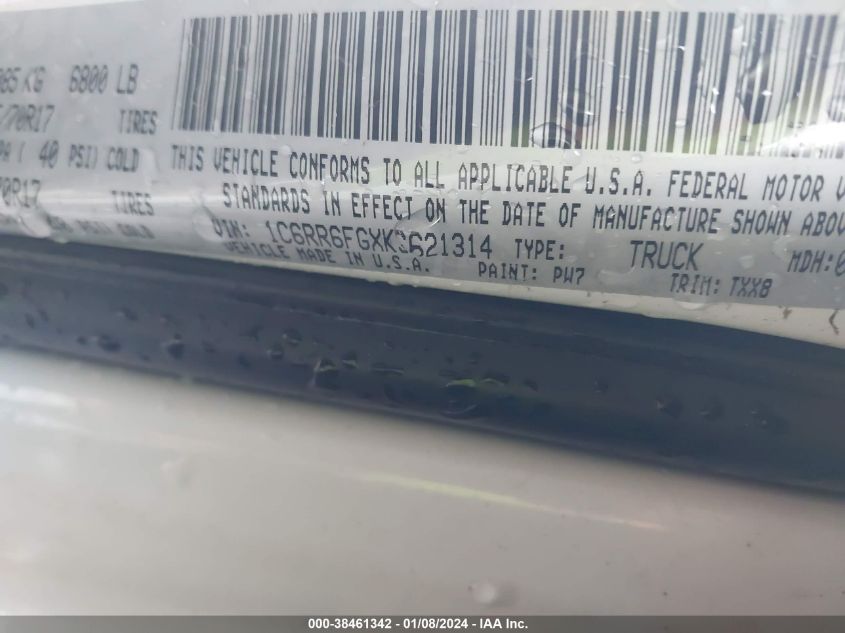 085 KG 6800 LB
/70R17 TIRES
PA ( 40 PSI) COLD
THIS VEHICLE CONFORMS TO ALL APPLICABLE U.S.A. FEDERAL MOTOR V
70R17 TIRES
STANDARDS IN EFFECT ON THE DATE OF MANUFACTURE SHOWN ABOV
COLD
VIN: 1C6RR6FGXKS621314 TYPE: TRUCK MDH:0
VEHICLE MADE IN U.S.A. PAINT: PW7 TRIM: TXX8
000-38461342 - 01/08/2024 - IAA Inc.